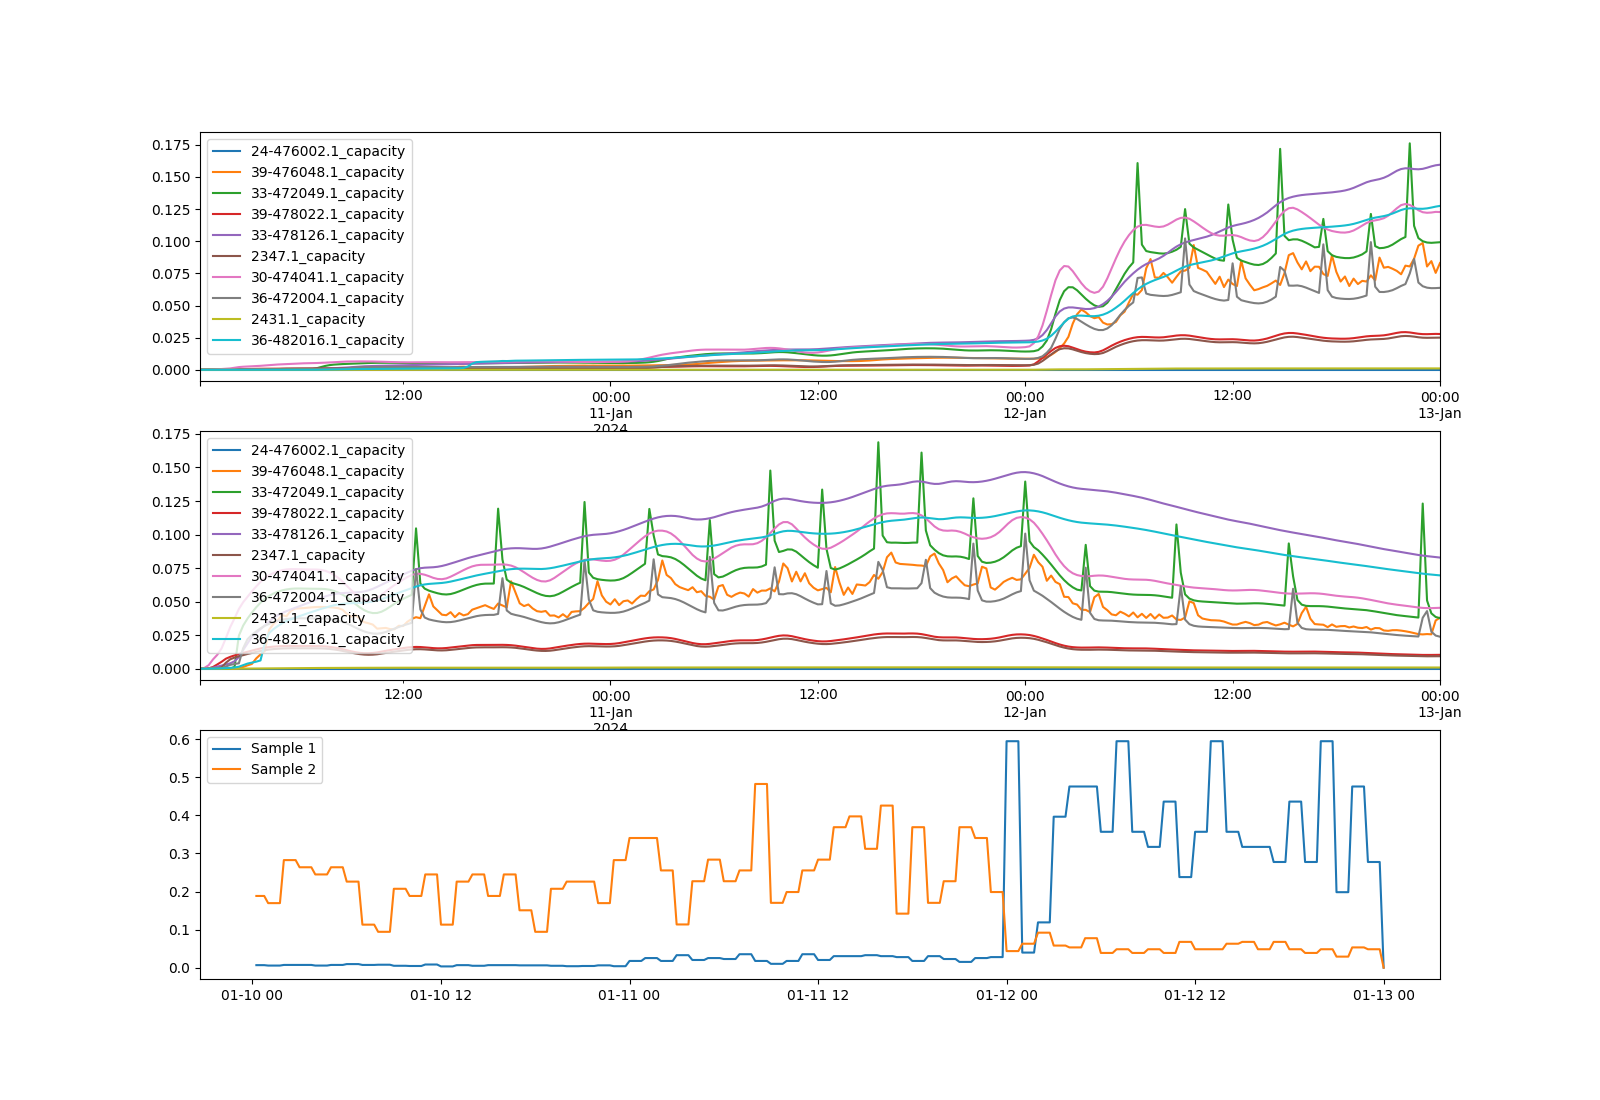 0.175
0.150
0.125
0.100
0.075
0.050
0.025
0.000
24-476002.1_capacity
39-476048.1_capacity
33-472049.1_capacity
39-478022.1_capacity
33-478126.1_capacity
2347.1_capacity
30-474041.1_capacity
36-472004.1_capacity
2431.1_capacity
36-482016.1_capacity
12:00 00:00 12:00 00:00 12:00 00:00
11-Jan 12-Jan 13-Jan
2024
0.175
0.150
0.125
0.100
0.075
0.050
0.025
0.000
24-476002.1_capacity
39-476048.1_capacity
33-472049.1_capacity
39-478022.1_capacity
33-478126.1_capacity
2347.1_capacity
30-474041.1_capacity
36-472004.1_capacity
2431.1_capacity
36-482016.1_capacity
12:00 00:00 12:00 00:00 12:00 00:00
11-Jan 12-Jan 13-Jan
2024
0.6
0.5
0.4
0.3
0.2
0.1
0.0
Sample 1
Sample 2
01-10 00 01-10 12 01-11 00 01-11 12 01-12 00 01-12 12 01-13 00